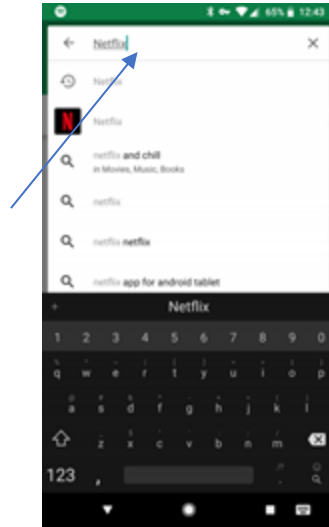 65% 12:43
Netflix
Netflix
Netflix
netflix and chill
in Movies, Music, Books
netflix
netflix netflix
netflix app for android tablet
Netflix
1 2 3 4 5 6 7 8 9 0
q w e r t y u i o p
a s d f g h j k l
z x c v b n m
123 ,